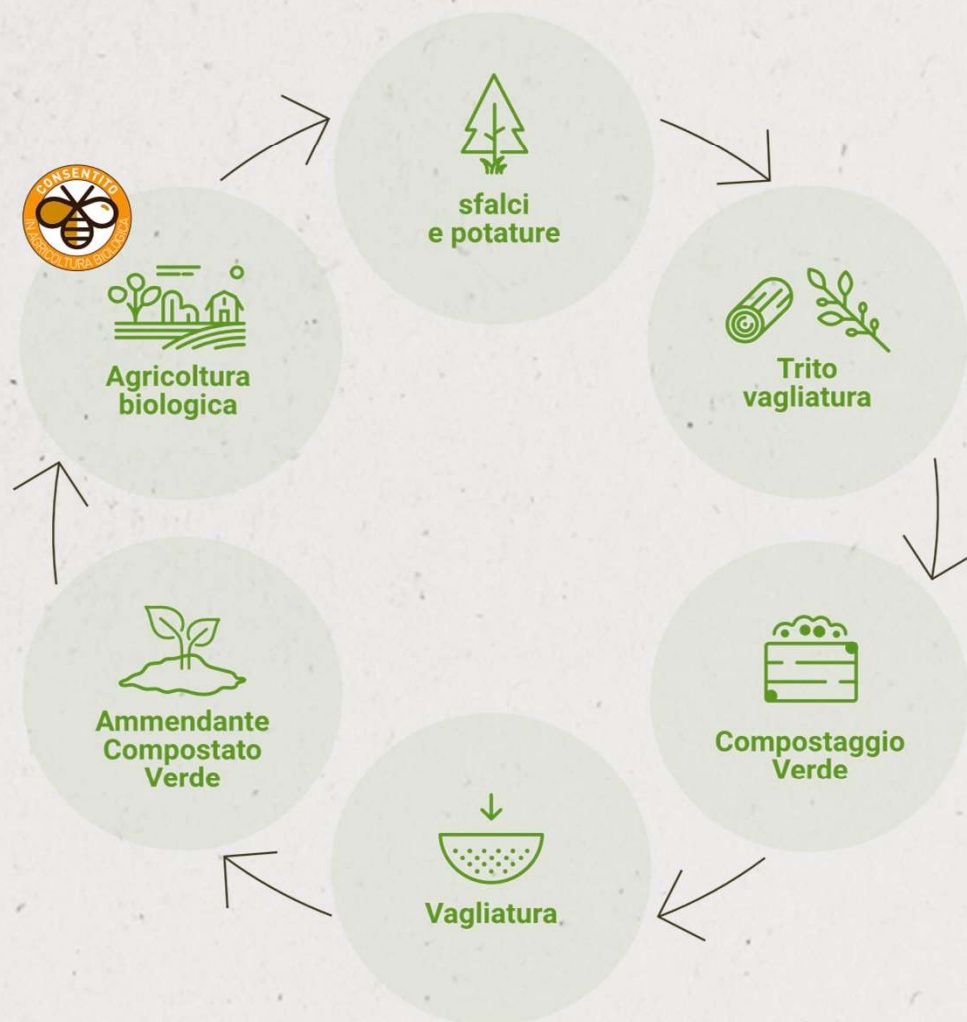 sfalci
e potature
Trito
vagliatura
Compostaggio
Verde
Vagliatura
Ammendante
Compostato
Verde
Agricoltura
biologica
CONSENTITO
IN AGRICOLTURA BIOLOGICA